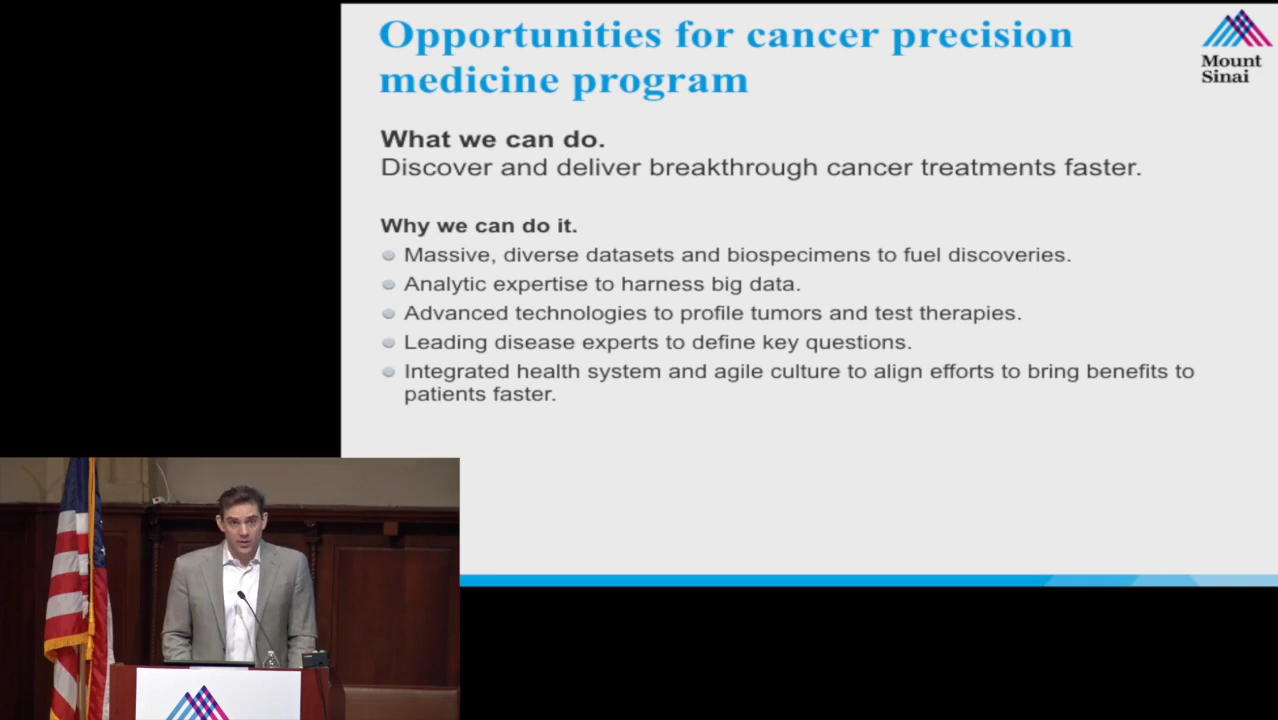 Opportunities for cancer precision
medicine program
Mount
Sinai
What we can do.
Discover and deliver breakthrough cancer treatments faster.
Why we can do it.
Massive, diverse datasets and biospecimens to fuel discoveries.
Analytic expertise to harness big data.
Advanced technologies to profile tumors and test therapies.
Leading disease experts to define key questions.
Integrated health system and agile culture to align efforts to bring benefits to
patients faster.